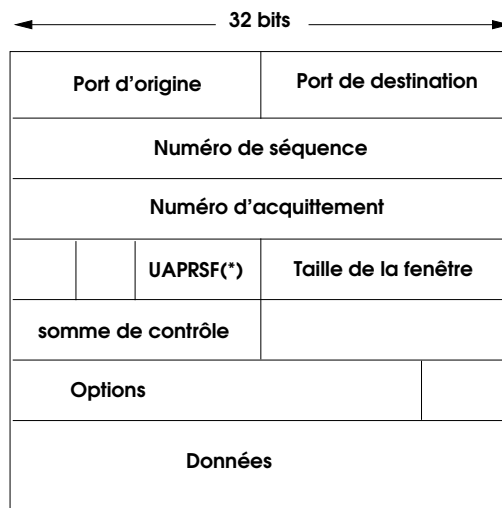 32 bits
Port d'origine
Port de destination
Numéro de séquence
Numéro d'acquittement
UAPRSF(*)
Taille de la fenêtre
somme de contrôle
Options
Données